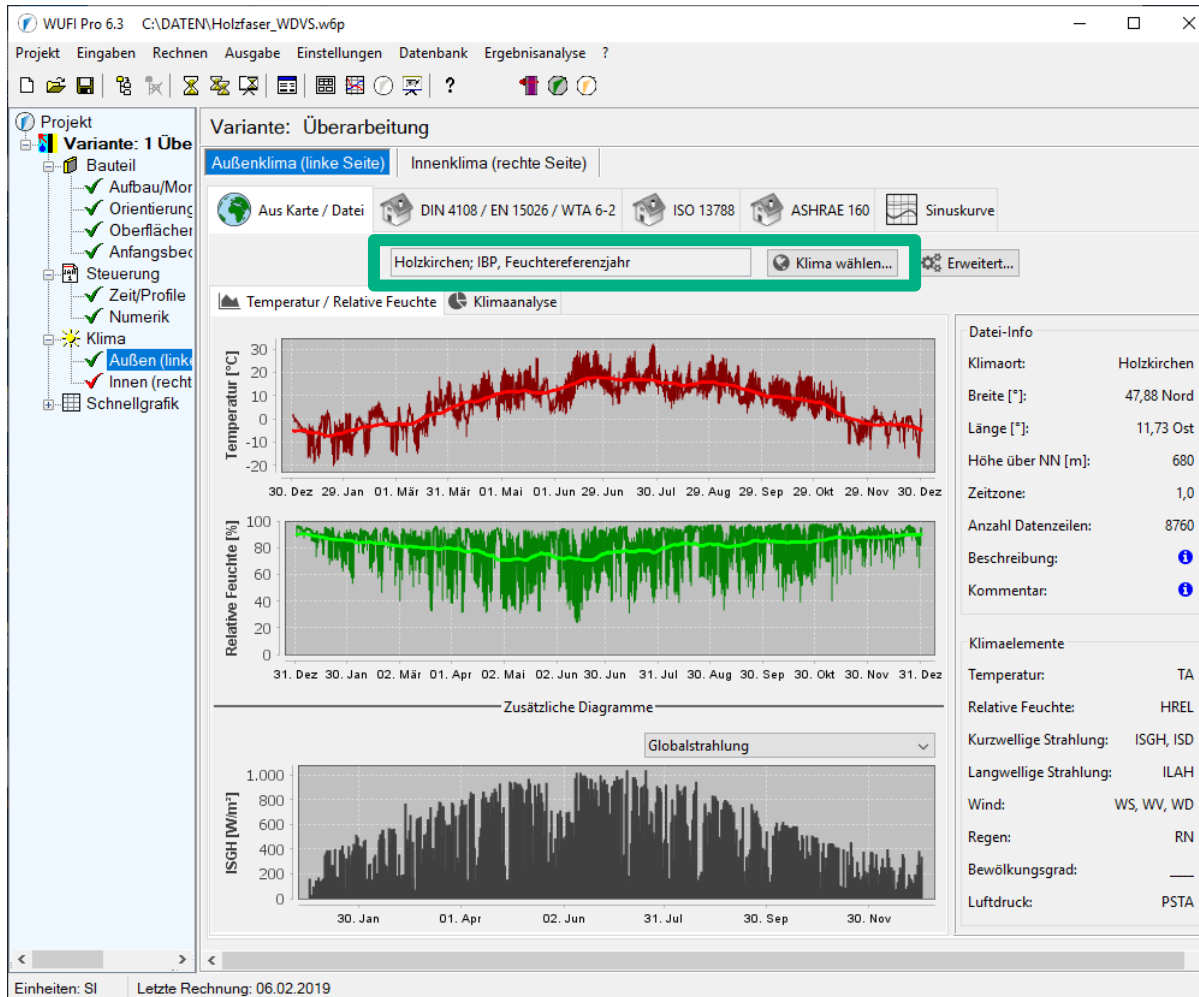 WUFI Pro 6.3 C:\DATEN\Holzfaser_WDVS.w6p
Projekt Eingaben Rechnen Ausgabe Einstellungen Datenbank Ergebnisanalyse ?
Projekt
Variante: 1 Übe
Bauteil
Aufbau/Mor
Orientierung
Oberflächer
Anfangsbec
Steuerung
Zeit/Profile
Numerik
Klima
Außen (linke
Innen (recht
Schnellgrafik
Variante: Überarbeitung
Außenklima (linke Seite) Innenklima (rechte Seite)
Aus Karte / Datei DIN 4108 / EN 15026 / WTA 6-2 ISO 13788 ASHRAE 160 Sinuskurve
Holzkirchen; IBP, Feuchtereferenzjahr Klima wählen... Erweitert...
Temperatur / Relative Feuchte Klimaanalyse
Temperatur [°C]
30
20
10
0
-10
-20
30. Dez 29. Jan 01. Mär 31. Mär 01. Mai 01. Jun 29. Jun 30. Jul 29. Aug 29. Sep 29. Okt 29. Nov 30. Dez
Relative Feuchte [%]
100
80
60
40
20
0
31. Dez 30. Jan 02. Mär 01. Apr 02. Mai 02. Jun 30. Jun 31. Jul 30. Aug 30. Sep 30. Okt 30. Nov 31. Dez
Zusätzliche Diagramme
Globalstrahlung
ISGH [W/m²]
1.000
800
600
400
200
0
30. Jan 01. Apr 02. Jun 31. Jul 30. Sep 30. Nov
Datei-Info
Klimaort: Holzkirchen
Breite [°]: 47,88 Nord
Länge [°]: 11,73 Ost
Höhe über NN [m]: 680
Zeitzone: 1,0
Anzahl Datenzeilen: 8760
Beschreibung:
Kommentar:
Klimaelemente
Temperatur: TA
Relative Feuchte: HREL
Kurzwellige Strahlung: ISGH, ISD
Langwellige Strahlung: ILAH
Wind: WS, WV, WD
Regen: RN
Bewölkungsgrad: ___
Luftdruck: PSTA
Einheiten: SI Letzte Rechnung: 06.02.2019